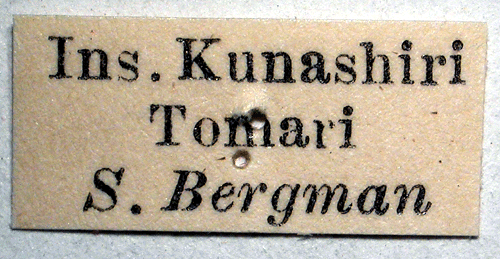 Ins. Kunashiri
Tomari
S. Bergman